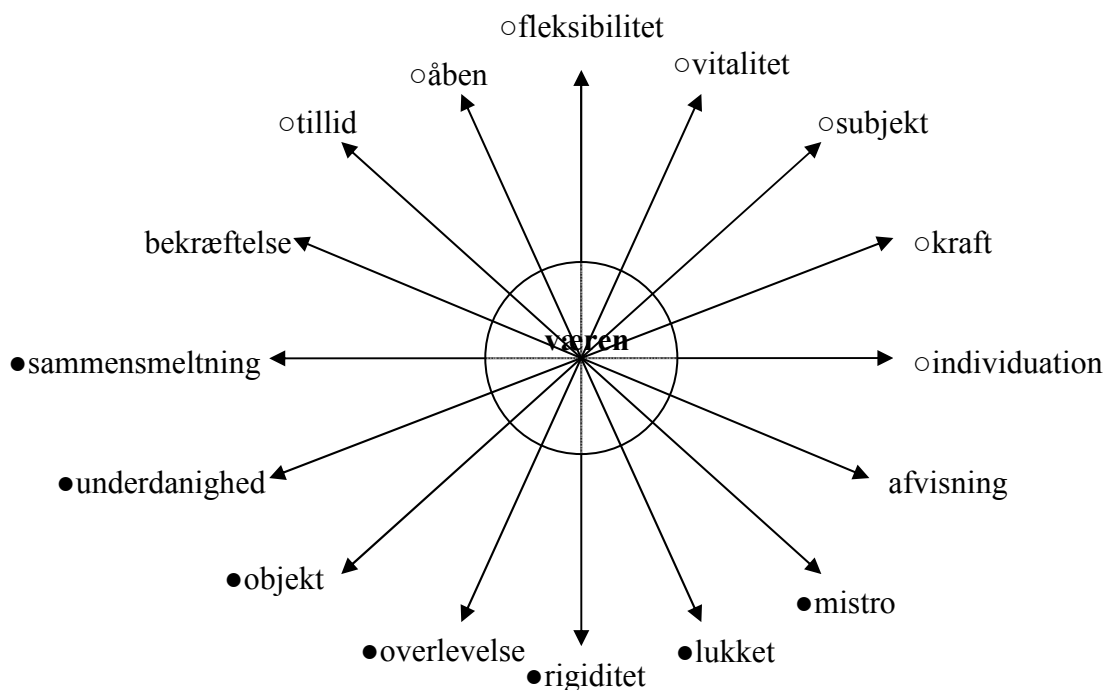 ○fleksibilitet
○åben
○vitalitet
○tillid
○subjekt
bekræftelse
○kraft
væren
●sammensmeltning
○individuation
●underdanighed
afvisning
●objekt
●mistro
●overlevelse
●lukket
●rigiditet